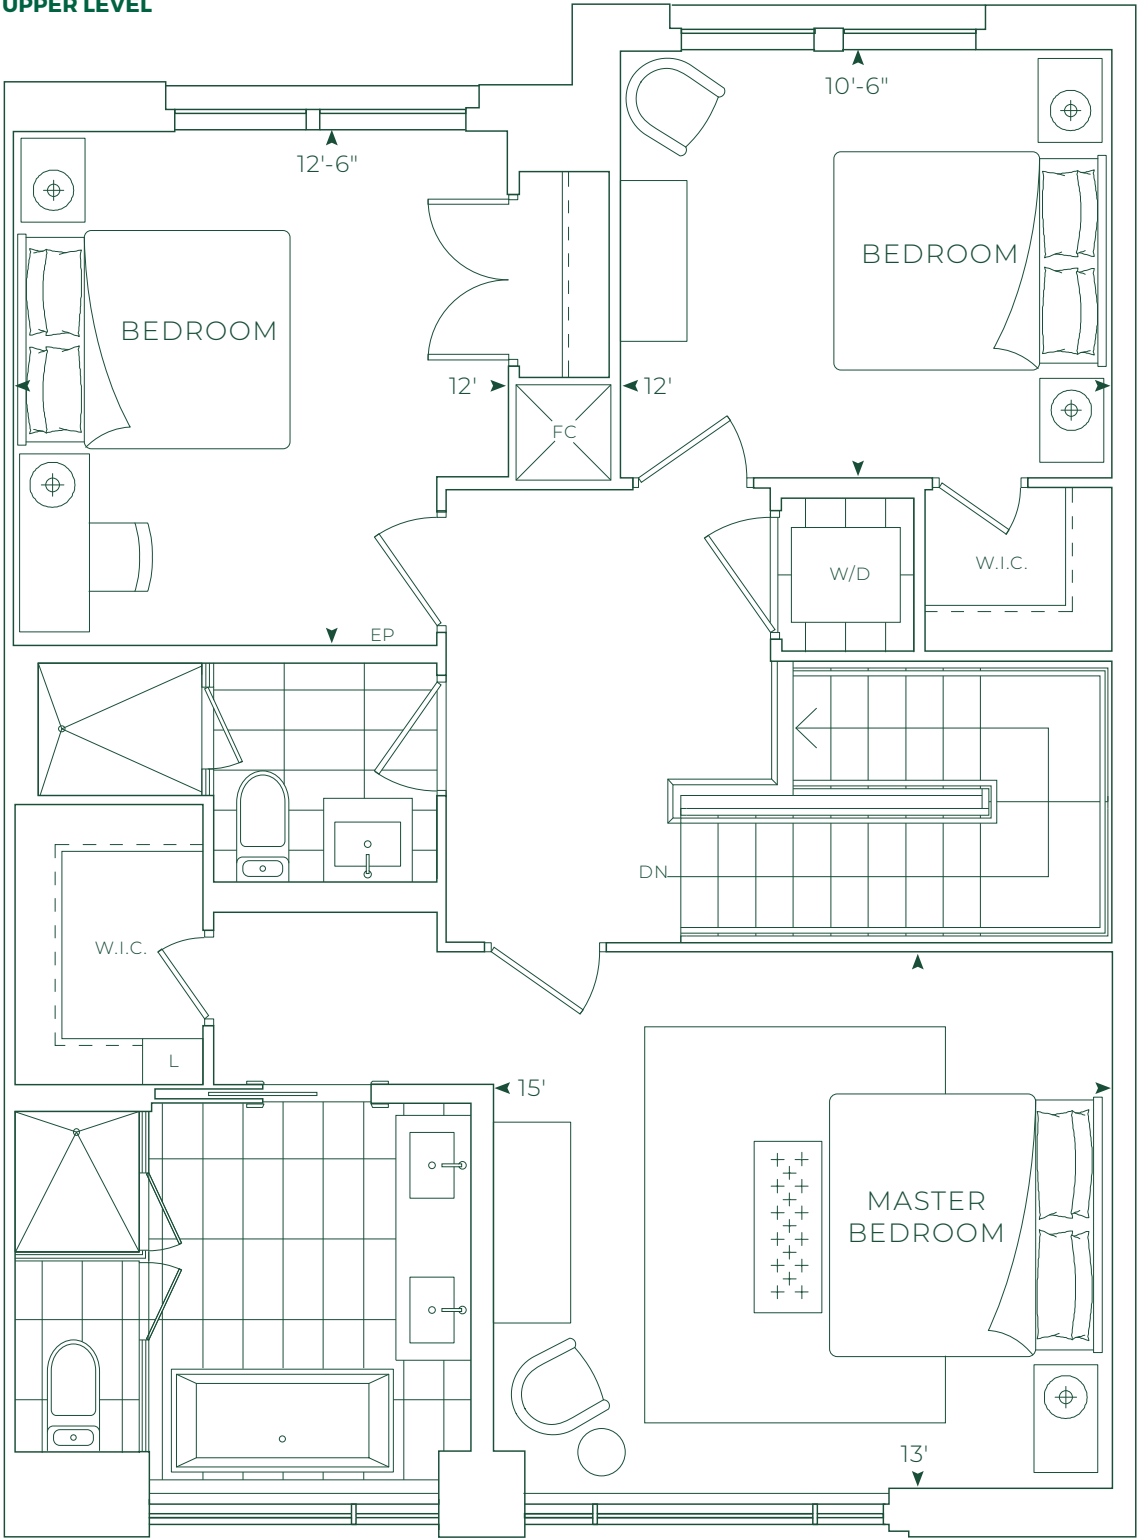 UPPER LEVEL
10'-6"
12'-6"
BEDROOM
BEDROOM
12'
12'
FC
W.I.C.
W/D
EP
DN
W.I.C.
L
15'
MASTER
BEDROOM
13'